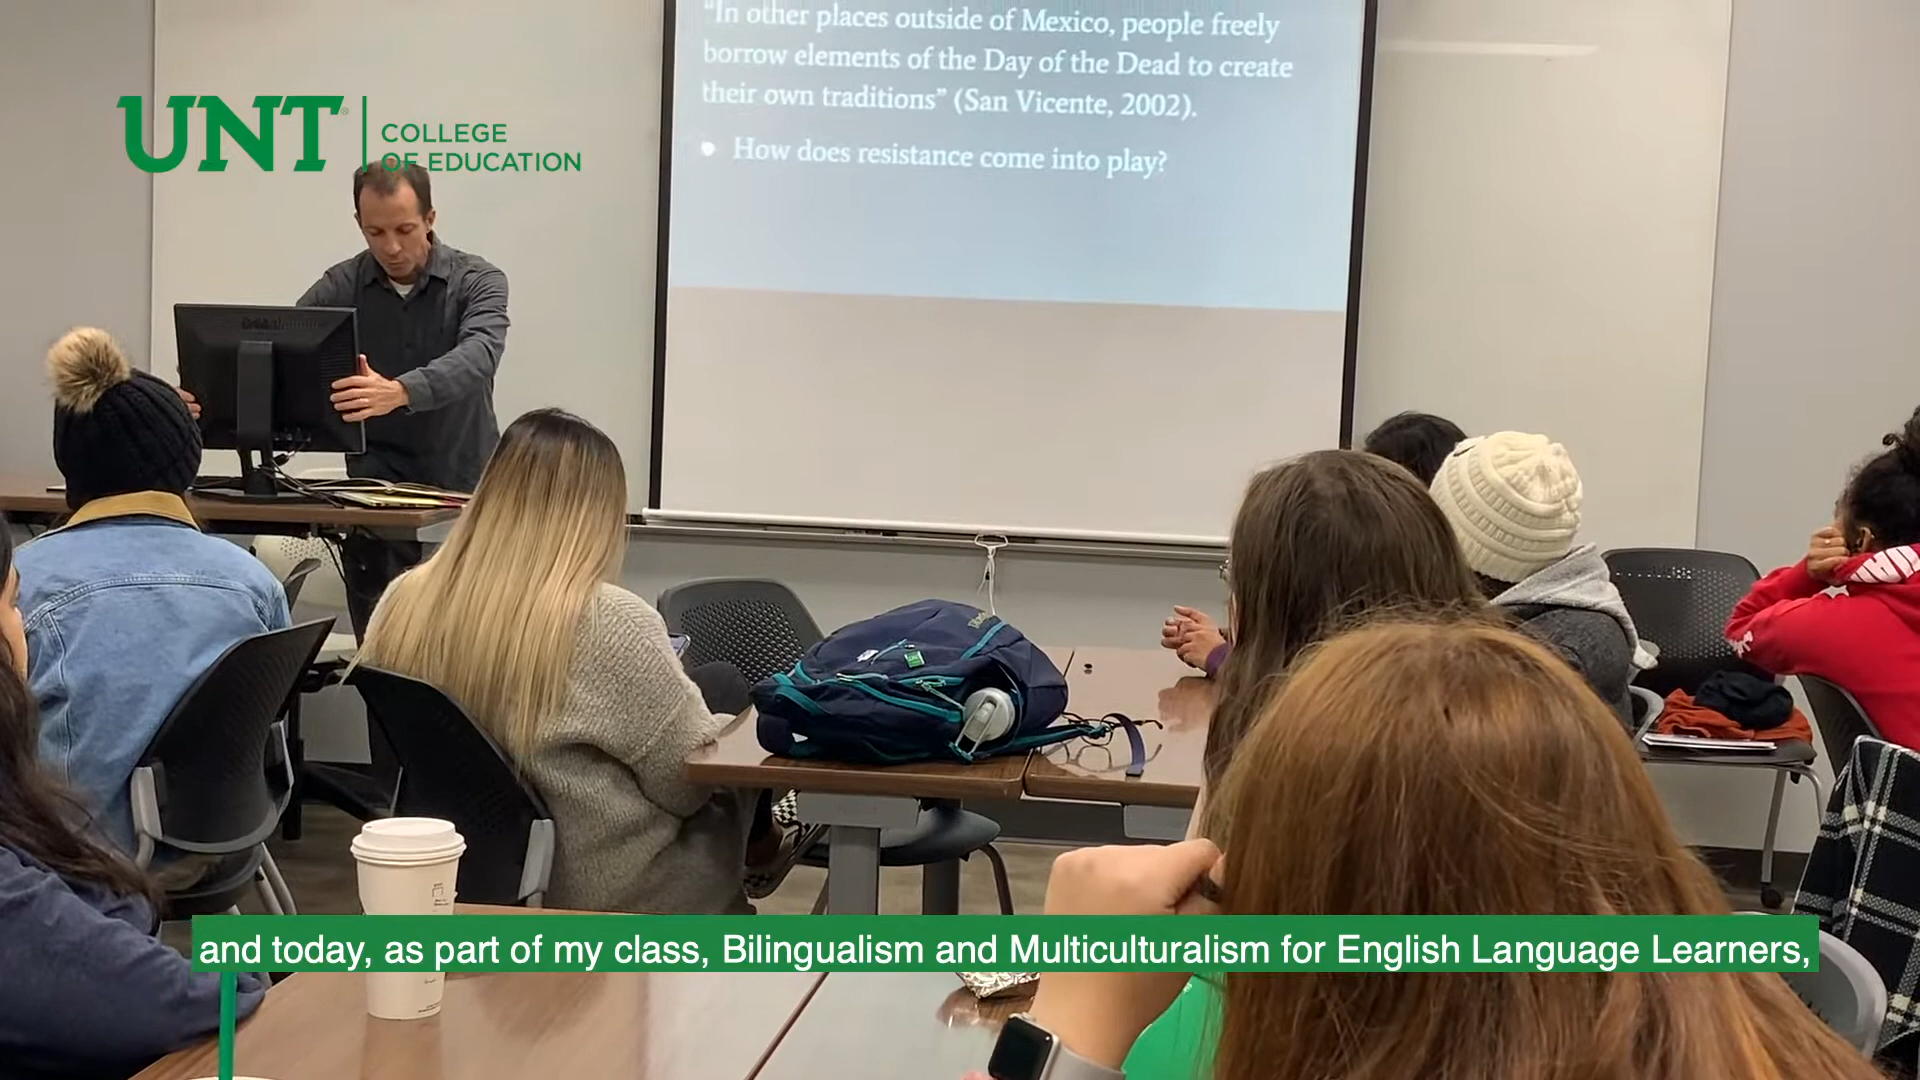 UNT
COLLEGE
OF EDUCATION
“In other places outside of Mexico, people freely
borrow elements of the Day of the Dead to create
their own traditions” (San Vicente, 2002).
• How does resistance come into play?
and today, as part of my class, Bilingualism and Multiculturalism for English Language Learners,